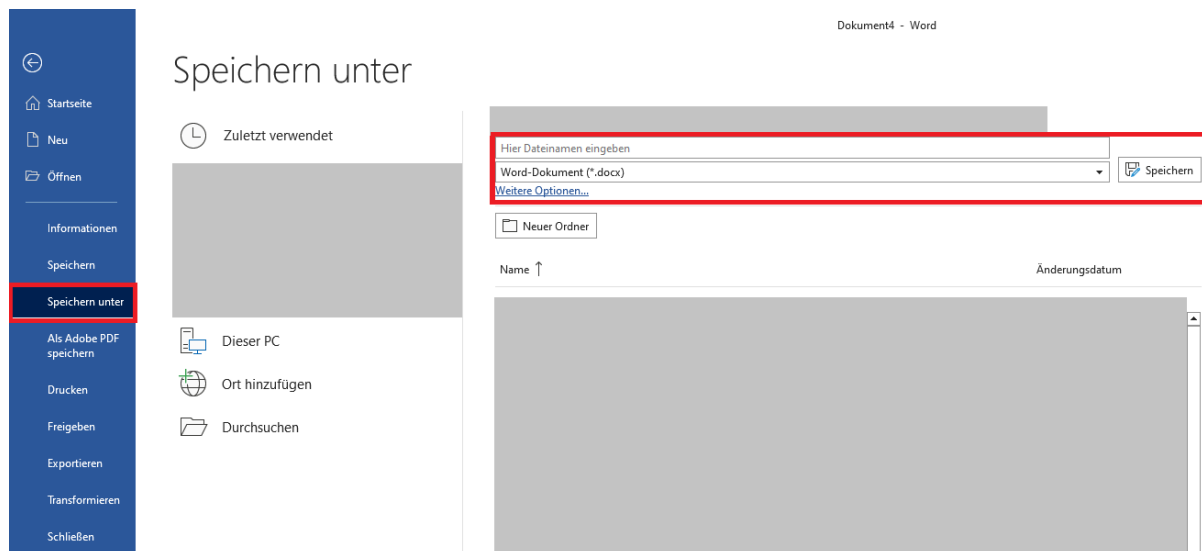 Dokument4 - Word
Speichern unter
Startseite
Neu
Öffnen
Informationen
Speichern
Speichern unter
Als Adobe PDF
speichern
Drucken
Freigeben
Exportieren
Transformieren
Schließen
Zuletzt verwendet
Dieser PC
Ort hinzufügen
Durchsuchen
Hier Dateinamen eingeben
Word-Dokument (*.docx)
Speichern
Weitere Optionen...
Neuer Ordner
Name ↑
Änderungsdatum